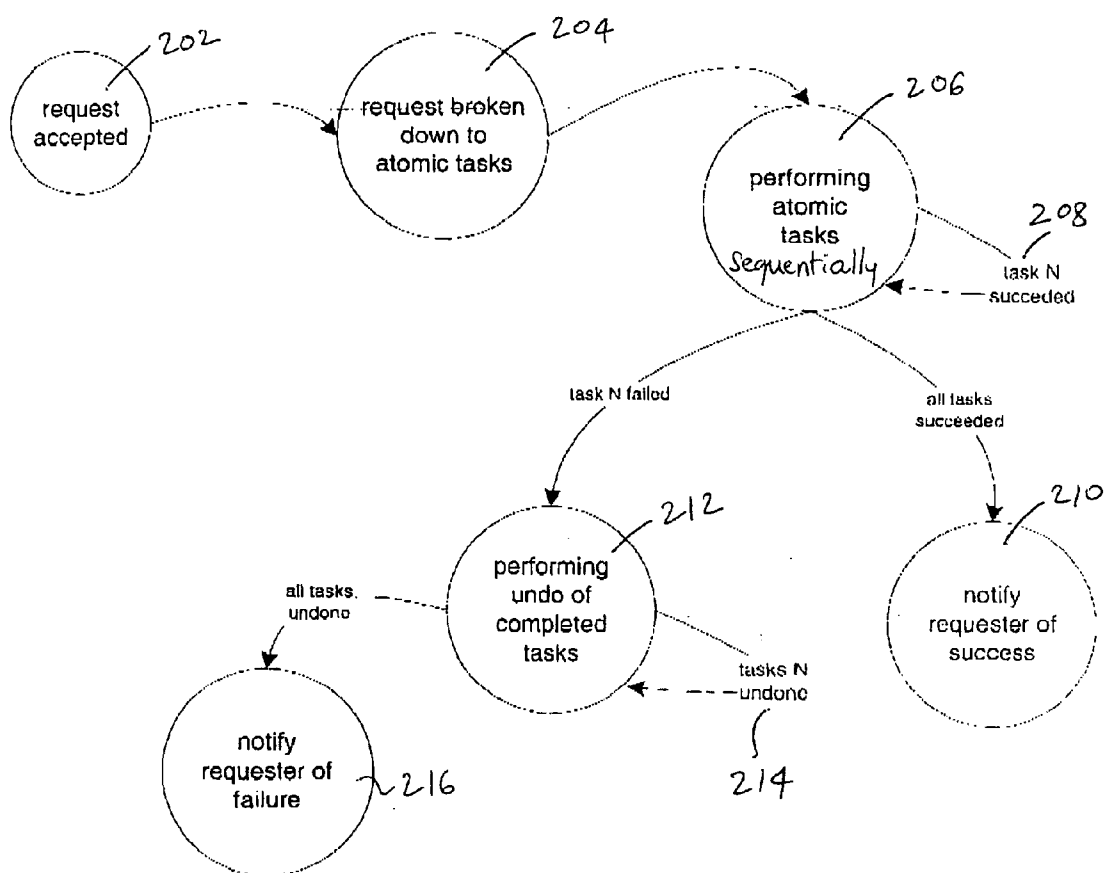 202
request
accepted
204
request broken
down to
atomic tasks
206
performing
atomic
tasks
sequentially
208
task N
succeded
task N failed
all tasks
succeeded
210
notify
requester of
success
212
performing
undo of
completed
tasks
all tasks
undone
tasks N
undone
214
notify
requester of
failure
216